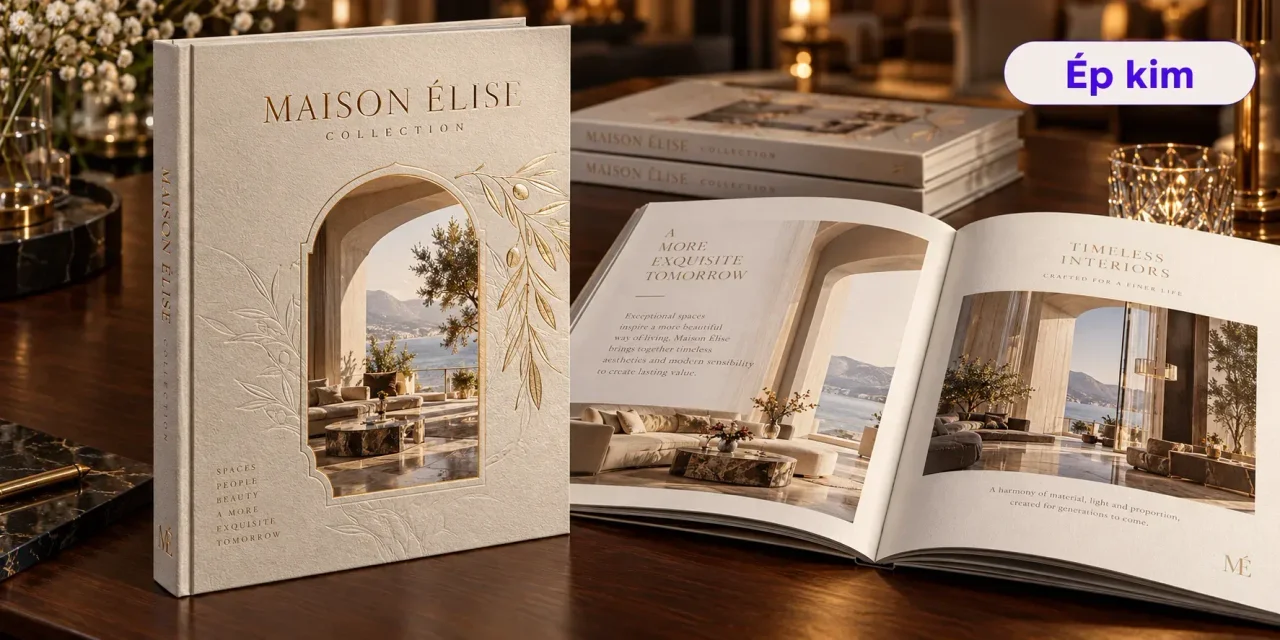 MAISON ÉLISE
COLLECTION
SPACES
PEOPLE
BEAUTY
A MORE
EXQUISITE
TOMORROW
MAISON ÉLISE COLLECTION
MÉ
MAISON ÉLISE COLLECTION
MAISON ÉLISE COLLECTION
A
MORE
EXQUISITE
TOMORROW
Exceptional spaces
inspire a more beautiful
way of living. Maison Élise
brings together timeless
aesthetics and modern sensibility
to create lasting value.
TIMELESS
INTERIORS
CRAFTED FOR A FINER LIFE
A harmony of material, light and proportion,
created for generations to come.
MÉ
Ép kim